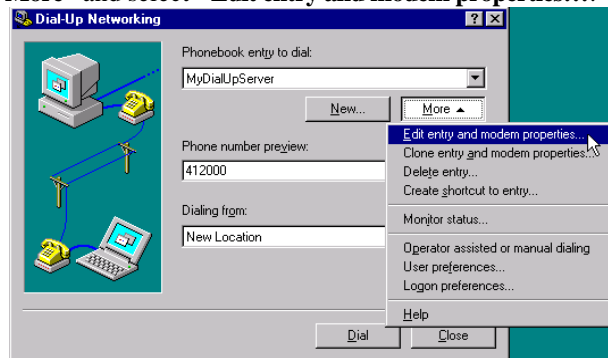 "More" and select "Edit entry and modem properties..."
Dial-Up Networking
Phonebook entry to dial:
MyDialUpServer
New...
More
Edit entry and modem properties...
Clone entry and modem properties...
Delete entry...
Create shortcut to entry...
Monitor status...
Operator assisted or manual dialing
User preferences...
Logon preferences...
Help
Phone number preview:
412000
Dialing from:
New Location
Dial
Close